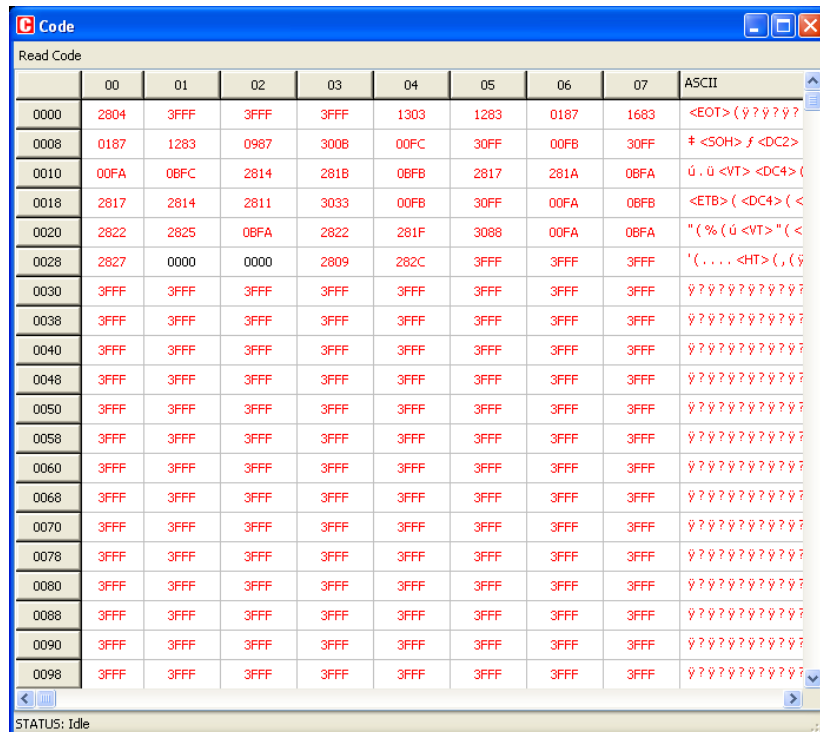 C Code
Read Code
00 01 02 03 04 05 06 07 ASCII
0000 2804 3FFF 3FFF 3FFF 1303 1283 0187 1683 <EOT>(ÿ?ÿ?ÿ?
0008 0187 1283 0987 300B 00FC 30FF 00FB 30FF ‡<SOH>ƒ<DC2>
0010 00FA 0BFC 2814 281B 0BFB 2817 281A 0BFA ú.ü<VT><DC4>(
0018 2817 2814 2811 3033 00FB 30FF 00FA 0BFB <ETB>(<DC4>(<
0020 2822 2825 0BFA 2822 281F 3088 00FA 0BFA "(%(ú<VT>"(<
0028 2827 0000 0000 2809 282C 3FFF 3FFF 3FFF '(....<HT>(,(ÿ
0030 3FFF 3FFF 3FFF 3FFF 3FFF 3FFF 3FFF 3FFF ÿ?ÿ?ÿ?ÿ?ÿ?ÿ?
0038 3FFF 3FFF 3FFF 3FFF 3FFF 3FFF 3FFF 3FFF ÿ?ÿ?ÿ?ÿ?ÿ?ÿ?
0040 3FFF 3FFF 3FFF 3FFF 3FFF 3FFF 3FFF 3FFF ÿ?ÿ?ÿ?ÿ?ÿ?ÿ?
0048 3FFF 3FFF 3FFF 3FFF 3FFF 3FFF 3FFF 3FFF ÿ?ÿ?ÿ?ÿ?ÿ?ÿ?
0050 3FFF 3FFF 3FFF 3FFF 3FFF 3FFF 3FFF 3FFF ÿ?ÿ?ÿ?ÿ?ÿ?ÿ?
0058 3FFF 3FFF 3FFF 3FFF 3FFF 3FFF 3FFF 3FFF ÿ?ÿ?ÿ?ÿ?ÿ?ÿ?
0060 3FFF 3FFF 3FFF 3FFF 3FFF 3FFF 3FFF 3FFF ÿ?ÿ?ÿ?ÿ?ÿ?ÿ?
0068 3FFF 3FFF 3FFF 3FFF 3FFF 3FFF 3FFF 3FFF ÿ?ÿ?ÿ?ÿ?ÿ?ÿ?
0070 3FFF 3FFF 3FFF 3FFF 3FFF 3FFF 3FFF 3FFF ÿ?ÿ?ÿ?ÿ?ÿ?ÿ?
0078 3FFF 3FFF 3FFF 3FFF 3FFF 3FFF 3FFF 3FFF ÿ?ÿ?ÿ?ÿ?ÿ?ÿ?
0080 3FFF 3FFF 3FFF 3FFF 3FFF 3FFF 3FFF 3FFF ÿ?ÿ?ÿ?ÿ?ÿ?ÿ?
0088 3FFF 3FFF 3FFF 3FFF 3FFF 3FFF 3FFF 3FFF ÿ?ÿ?ÿ?ÿ?ÿ?ÿ?
0090 3FFF 3FFF 3FFF 3FFF 3FFF 3FFF 3FFF 3FFF ÿ?ÿ?ÿ?ÿ?ÿ?ÿ?
0098 3FFF 3FFF 3FFF 3FFF 3FFF 3FFF 3FFF 3FFF ÿ?ÿ?ÿ?ÿ?ÿ?ÿ?
STATUS: Idle